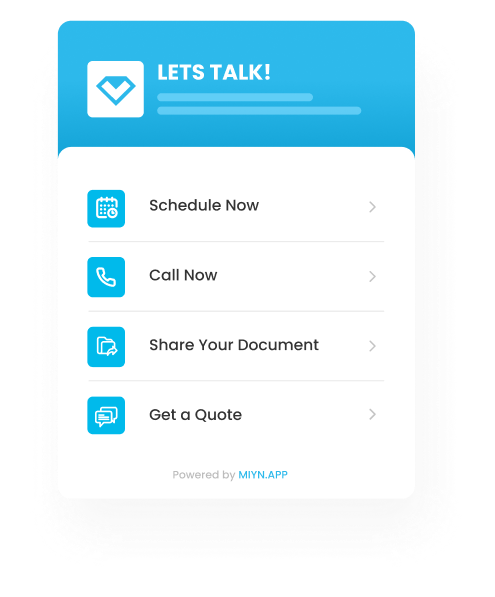 LETS TALK!
Schedule Now
Call Now
Share Your Document
Get a Quote
Powered by MIYN.APP